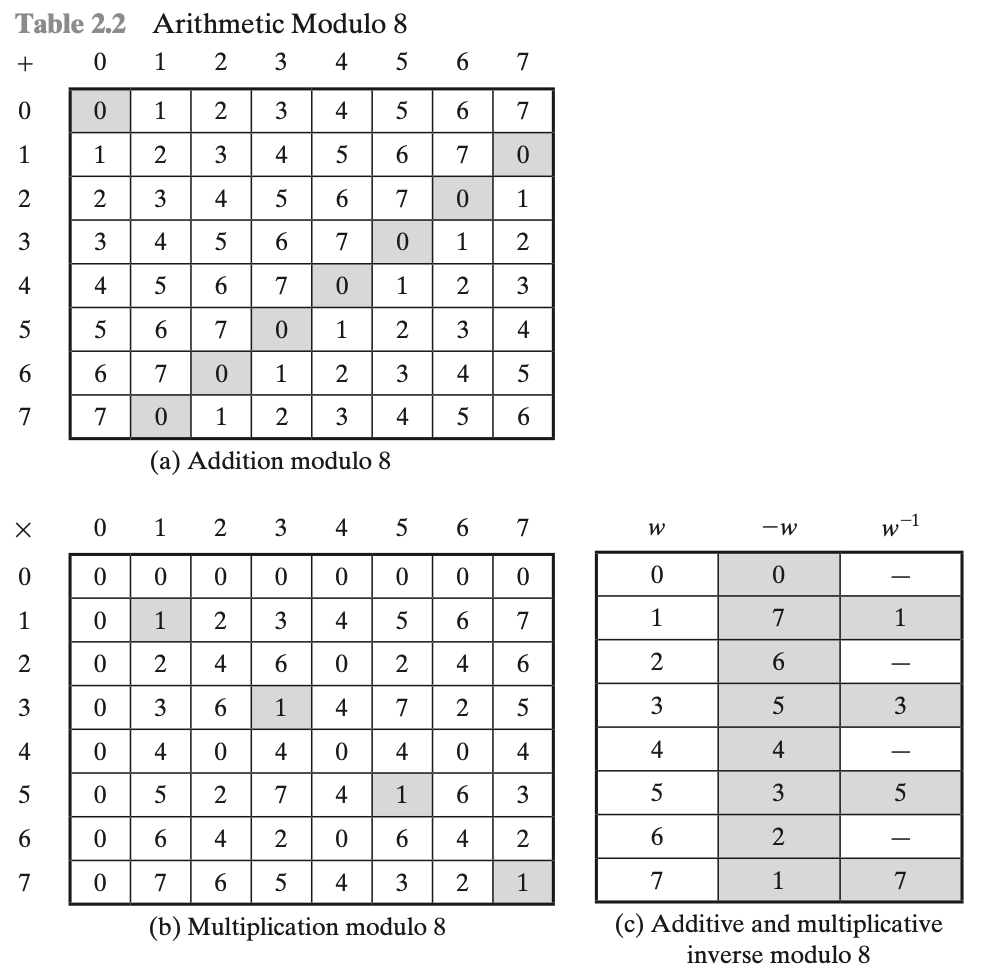 Table 2.2 Arithmetic Modulo 8
+ 0 1 2 3 4 5 6 7
0 0 1 2 3 4 5 6 7
1 1 2 3 4 5 6 7 0
2 2 3 4 5 6 7 0 1
3 3 4 5 6 7 0 1 2
4 4 5 6 7 0 1 2 3
5 5 6 7 0 1 2 3 4
6 6 7 0 1 2 3 4 5
7 7 0 1 2 3 4 5 6
(a) Addition modulo 8
× 0 1 2 3 4 5 6 7
0 0 0 0 0 0 0 0 0
1 0 1 2 3 4 5 6 7
2 0 2 4 6 0 2 4 6
3 0 3 6 1 4 7 2 5
4 0 4 0 4 0 4 0 4
5 0 5 2 7 4 1 6 3
6 0 6 4 2 0 6 4 2
7 0 7 6 5 4 3 2 1
(b) Multiplication modulo 8
w −w w⁻¹
0 0 —
1 7 1
2 6 —
3 5 3
4 4 —
5 3 5
6 2 —
7 1 7
(c) Additive and multiplicative
inverse modulo 8